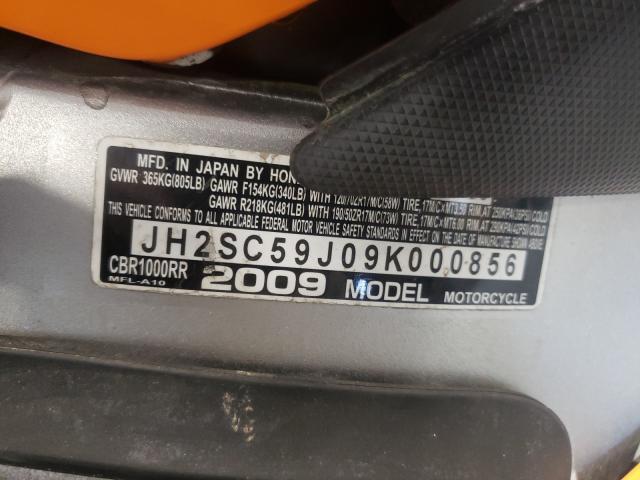 MFD. IN JAPAN BY HON
GVWR 365KG(805LB) GAWR F154KG(340LB) WITH 120/70ZR17M/C(58W) TIRE, 17M/C×MT3.50 RIM AT 250KPA(36PSI) COLD
GAWR R218KG(481LB) WITH 190/50ZR17M/C(73W) TIRE, 17M/C×MT6.00 RIM AT 290KPA(42PSI) COLD
THIS VEHICLE CONFORMS TO ALL APPLICABLE FEDERAL MOTOR VEHICLE SAFETY STANDARDS IN EFFECT ON THE DATE OF MANUFACTURE SHOWN ABOVE.
JH2SC59J09K000856
CBR1000RR 2009 MODEL MOTORCYCLE
MFL-A10